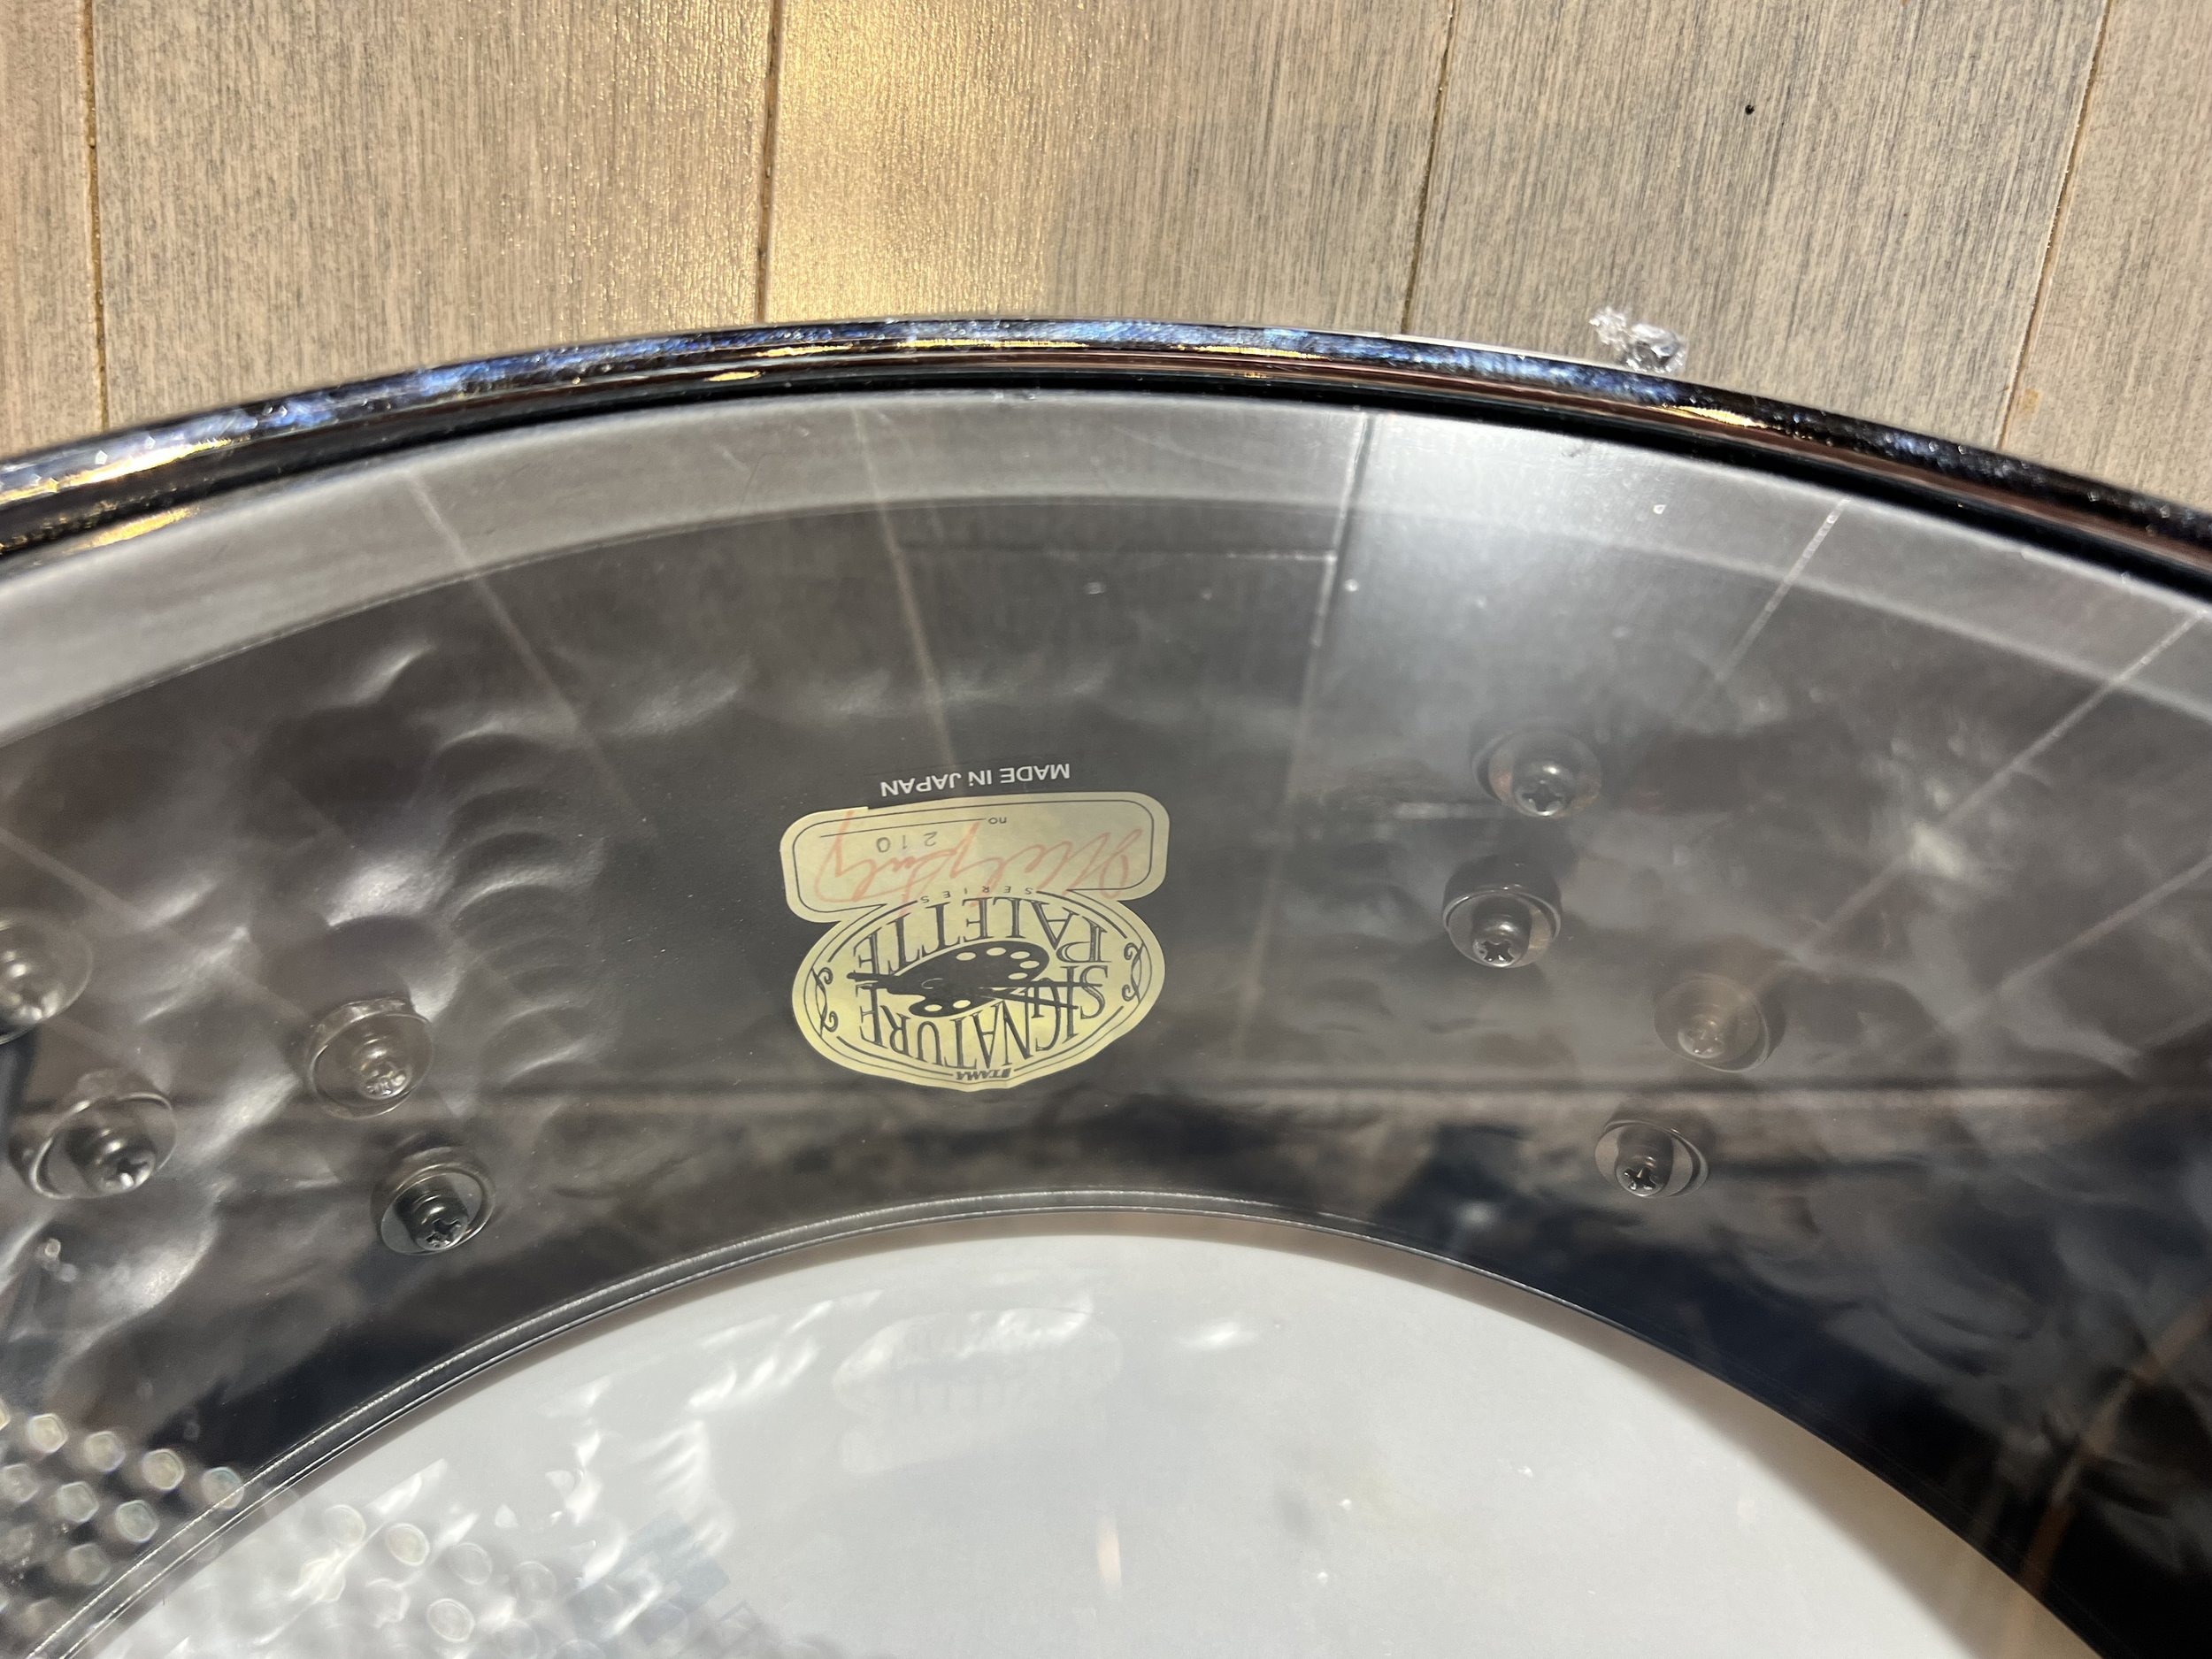 TAMA
SIGNATURE
PALETTE
SERIES
no 210
MADE IN JAPAN